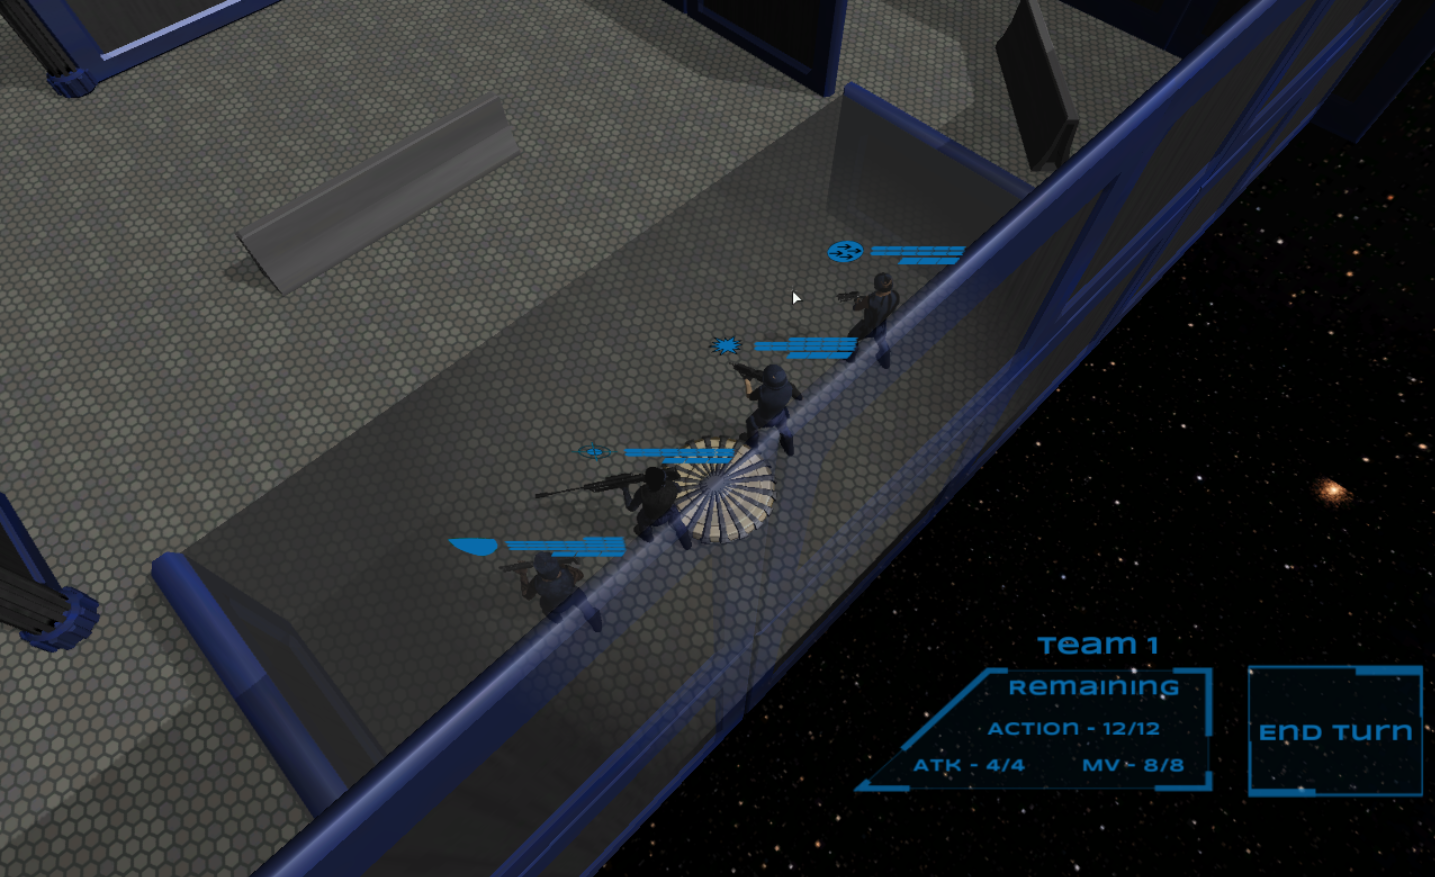 Team 1
Remaining
ACTION - 12/12
ATK - 4/4 MV - 8/8
END TURN